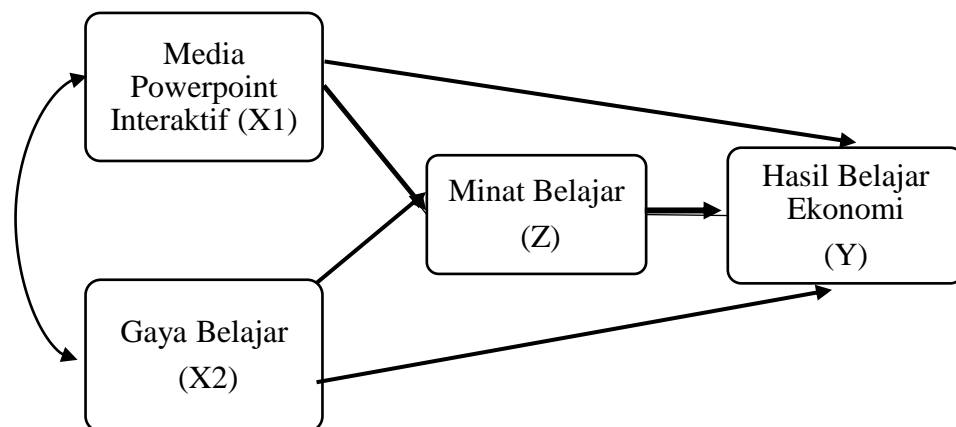 Media
Powerpoint
Interaktif (X1)
Minat Belajar
(Z)
Hasil Belajar
Ekonomi
(Y)
Gaya Belajar
(X2)